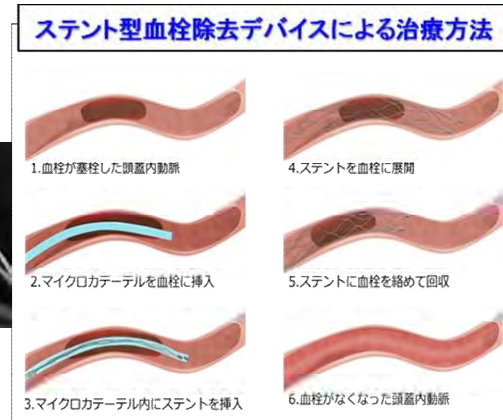 ステント型血栓除去デバイスによる治療方法
1.血栓が塞栓した頭蓋内動脈
2.マイクロカテーテルを血栓に挿入
3.マイクロカテーテル内にステントを挿入
4.ステントを血栓に展開
5.ステントに血栓を絡めて回収
6.血栓がなくなった頭蓋内動脈